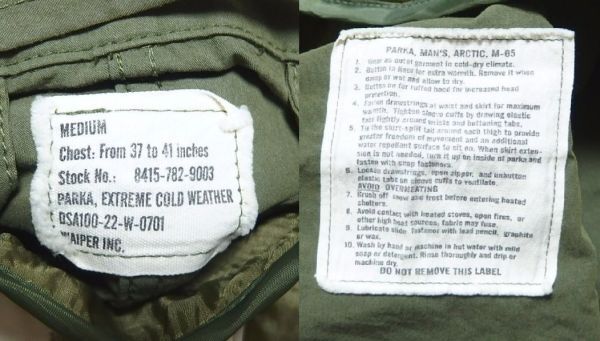 MEDIUM
Chest: From 37 to 41 inches
Stock No.: 8415-782-9003
PARKA, EXTREME COLD WEATHER
DSA100-22-W-0701
WAIPER INC.
PARKA, MAN'S, ARCTIC, M-65
1. Wear as outer garment in cold-dry climate.
2. Button in liner for extra warmth. Remove it when
damp or wet and allow to dry.
3. Button on fur ruffed hood for increased head
protection.
4. Fasten drawstrings at waist and skirt for maximum
warmth. Tighten sleeve cuffs by drawing elastic
tabs tightly around wrists and buttoning tabs.
5. Tie the shirt-split tail around each thigh to provide
greater freedom of movement and an additional
water repellent surface to sit on. When skirt exten-
sion is not needed, turn it up on inside of parka and
fasten with snap fasteners.
6. Loosen drawstrings, open zipper, and unbutton
elastic tabs on sleeve cuffs to ventilate.
AVOID OVERHEATING
7. Brush off snow and frost before entering heated
shelters.
8. Avoid contact with heated stoves, open fires, or
other high heat sources, fabric may fuse.
9. Lubricate slide fastener with lead pencil, graphite
or wax.
10. Wash by hand or machine in hot water with mild
soap or detergent. Rinse thoroughly and drip or
machine dry.
DO NOT REMOVE THIS LABEL